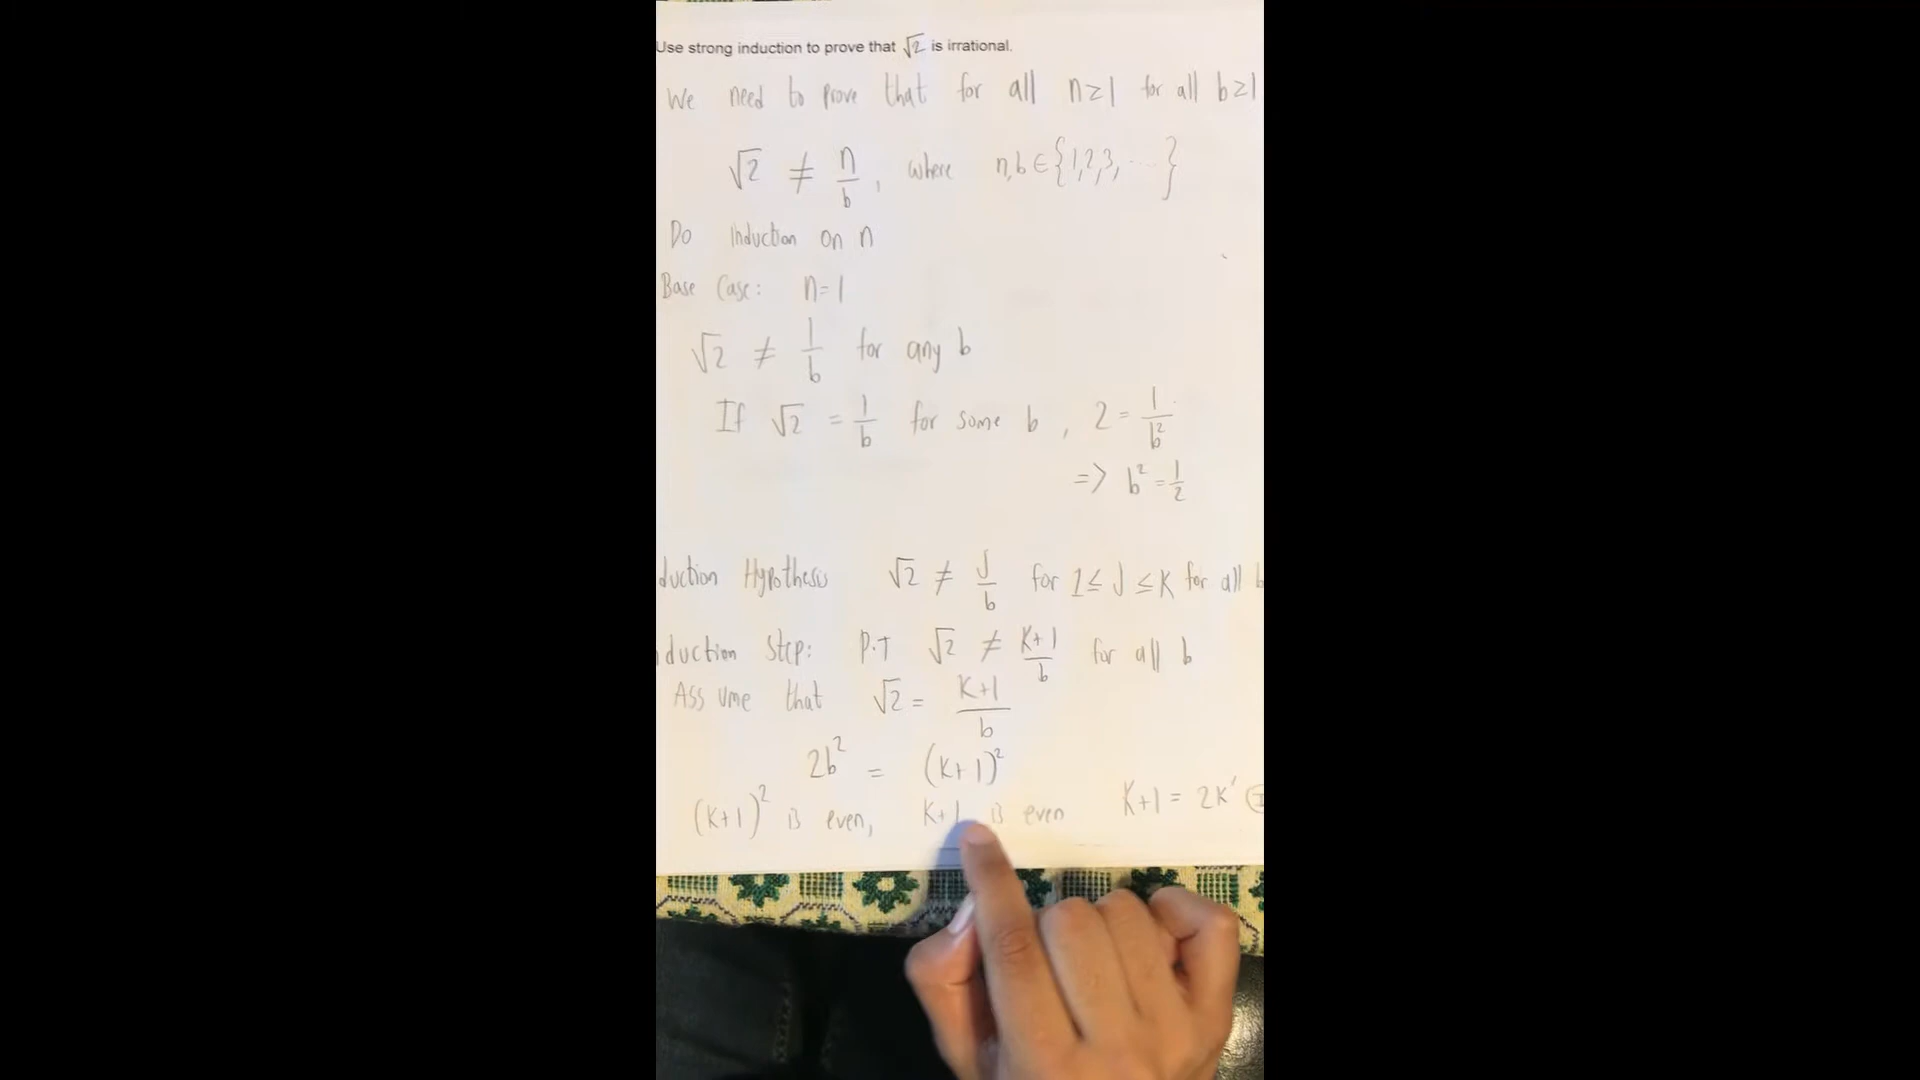 Use strong induction to prove that √2 is irrational.
We need to prove that for all n≥1 for all b≥1
√2 ≠ n/b, where n,b ∈ {1,2,3, ....}
Do Induction on n
Base Case: n=1
√2 ≠ 1/b for any b
If √2 = 1/b for some b, 2 = 1/b²
=> b² = 1/2
duction Hypothesis √2 ≠ J/b for 1≤ J ≤K for all b
duction Step: P.T √2 ≠ K+1/b for all b
Assume that √2 = K+1/b
2b² = (K+1)²
(K+1)² is even, K+1 is even K+1 = 2K'